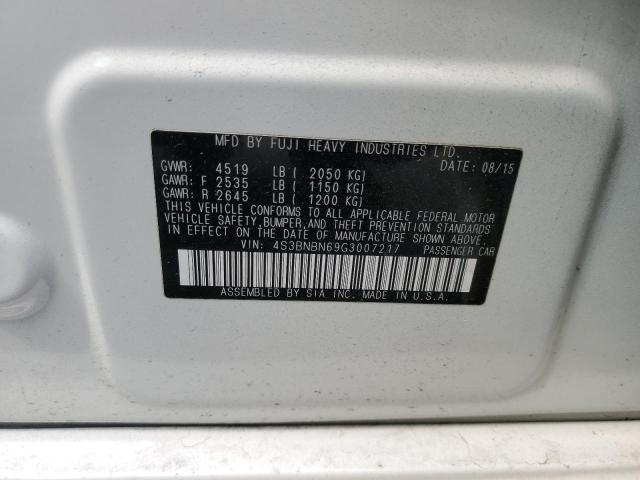 MFD BY FUJI HEAVY INDUSTRIES LTD.
GVWR: 4519 LB ( 2050 KG) DATE: 08/15
GAWR: F 2535 LB ( 1150 KG)
GAWR: R 2645 LB ( 1200 KG)
THIS VEHICLE CONFORMS TO ALL APPLICABLE FEDERAL MOTOR
VEHICLE SAFETY, BUMPER, AND THEFT PREVENTION STANDARDS
IN EFFECT ON THE DATE OF MANUFACTURE SHOWN ABOVE.
VIN: 4S3BNBN69G3007217 PASSENGER CAR
ASSEMBLED BY SIA INC. MADE IN U.S.A.